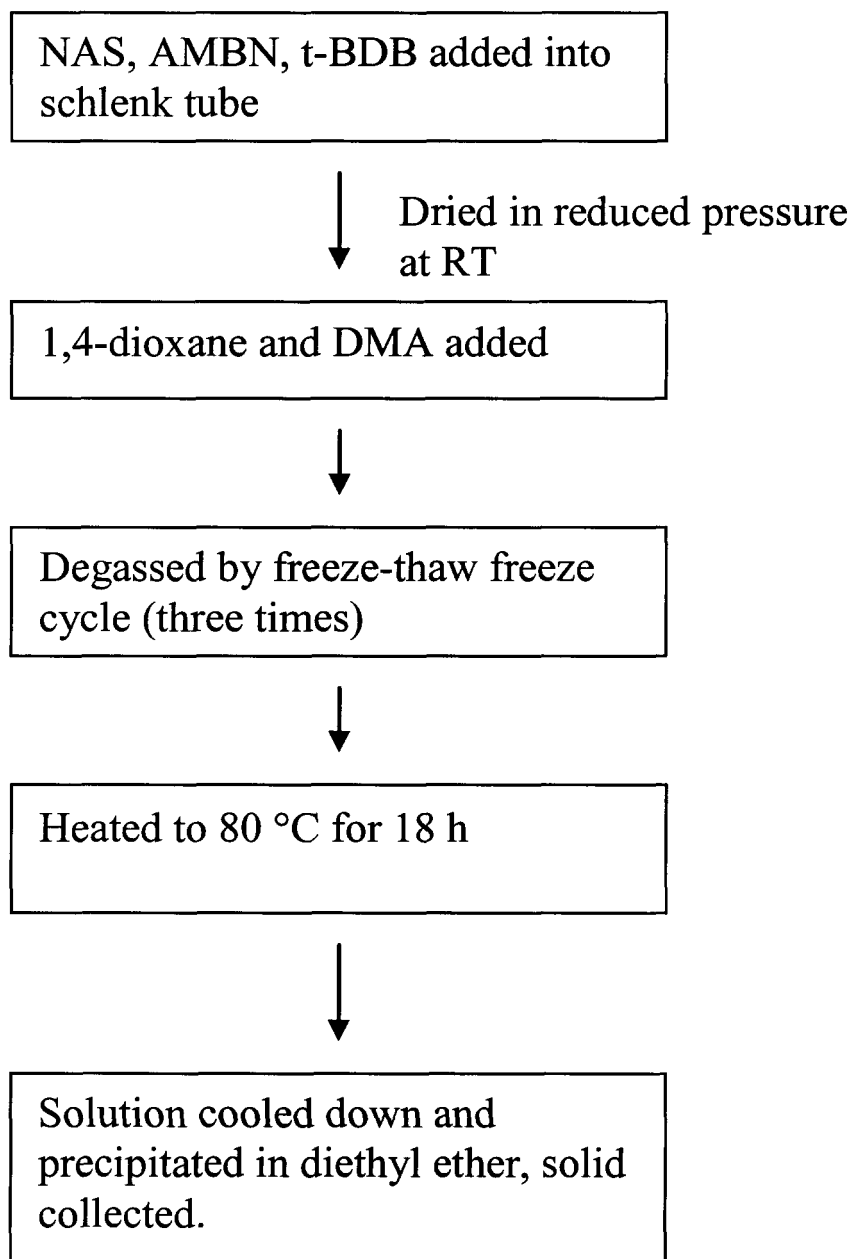 NAS, AMBN, t-BDB added into
schlenk tube
Dried in reduced pressure
at RT
1,4-dioxane and DMA added
Degassed by freeze-thaw freeze
cycle (three times)
Heated to 80 °C for 18 h
Solution cooled down and
precipitated in diethyl ether, solid
collected.